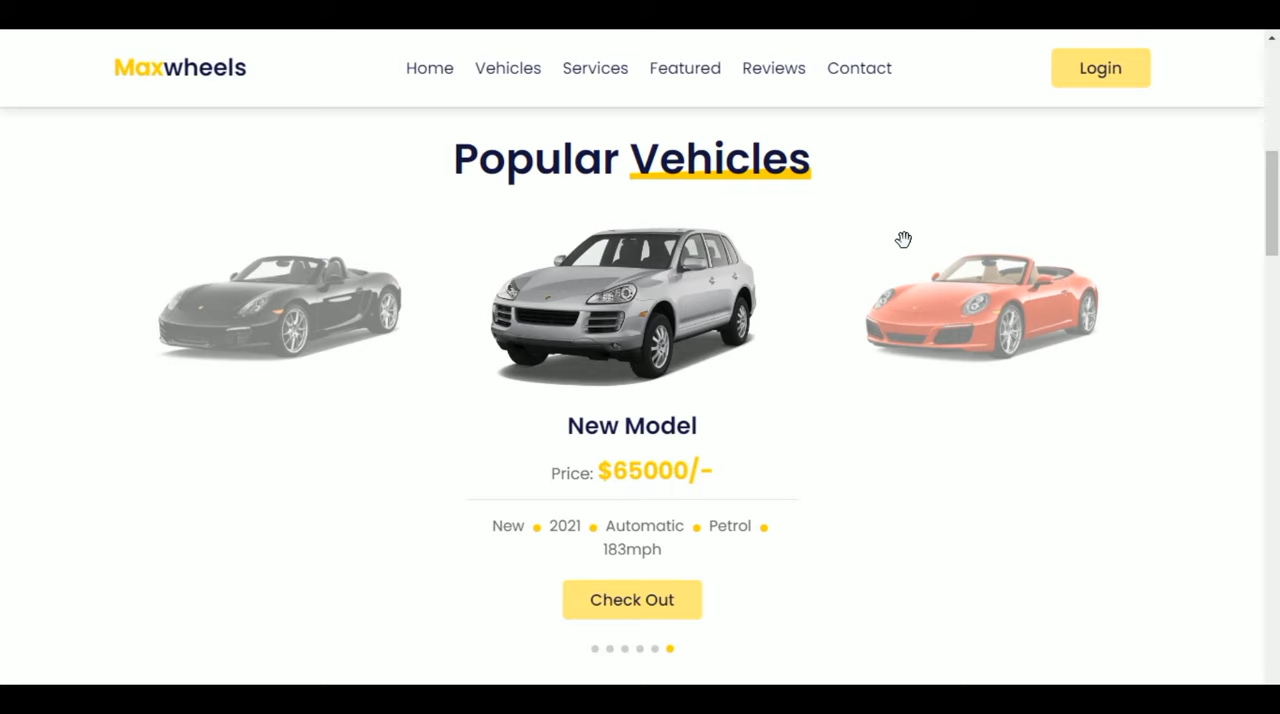 Maxwheels
Home Vehicles Services Featured Reviews Contact
Login
Popular Vehicles
New Model
Price: $65000/-
New 2021 Automatic Petrol
183mph
Check Out